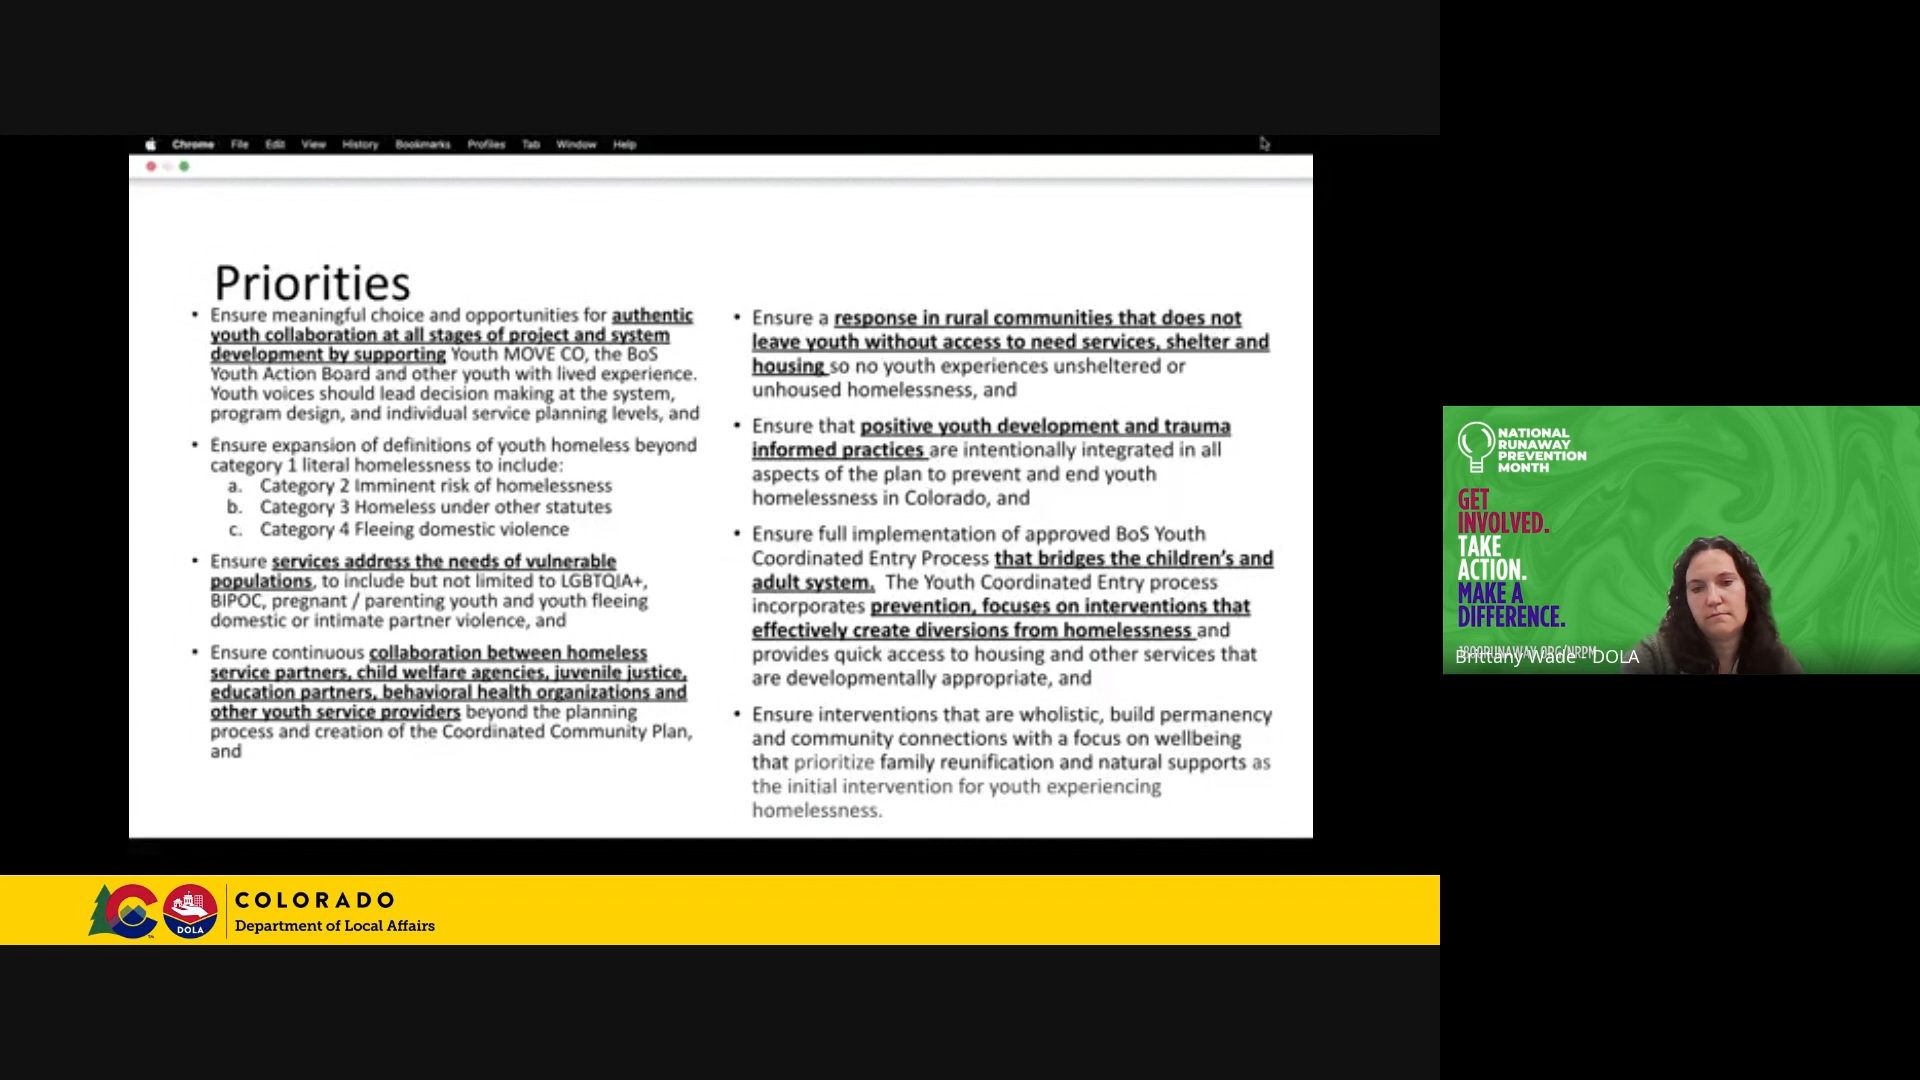 Chrome File Edit View History Bookmarks Profiles Tab Window Help
Priorities
• Ensure meaningful choice and opportunities for authentic
youth collaboration at all stages of project and system
development by supporting Youth MOVE CO, the BoS
Youth Action Board and other youth with lived experience.
Youth voices should lead decision making at the system,
program design, and individual service planning levels, and
• Ensure expansion of definitions of youth homeless beyond
category 1 literal homelessness to include:
a. Category 2 Imminent risk of homelessness
b. Category 3 Homeless under other statutes
c. Category 4 Fleeing domestic violence
• Ensure services address the needs of vulnerable
populations, to include but not limited to LGBTQIA+,
BIPOC, pregnant / parenting youth and youth fleeing
domestic or intimate partner violence, and
• Ensure continuous collaboration between homeless
service partners, child welfare agencies, juvenile justice,
education partners, behavioral health organizations and
other youth service providers beyond the planning
process and creation of the Coordinated Community Plan,
and
• Ensure a response in rural communities that does not
leave youth without access to need services, shelter and
housing so no youth experiences unsheltered or
unhoused homelessness, and
• Ensure that positive youth development and trauma
informed practices are intentionally integrated in all
aspects of the plan to prevent and end youth
homelessness in Colorado, and
• Ensure full implementation of approved BoS Youth
Coordinated Entry Process that bridges the children's and
adult system. The Youth Coordinated Entry process
incorporates prevention, focuses on interventions that
effectively create diversions from homelessness and
provides quick access to housing and other services that
are developmentally appropriate, and
• Ensure interventions that are wholistic, build permanency
and community connections with a focus on wellbeing
that prioritize family reunification and natural supports as
the initial intervention for youth experiencing
homelessness.
DOLA
COLORADO
Department of Local Affairs
NATIONAL
RUNAWAY
PREVENTION
MONTH
GET
INVOLVED.
TAKE
ACTION.
MAKE A
DIFFERENCE.
Brittany Wade - DOLA